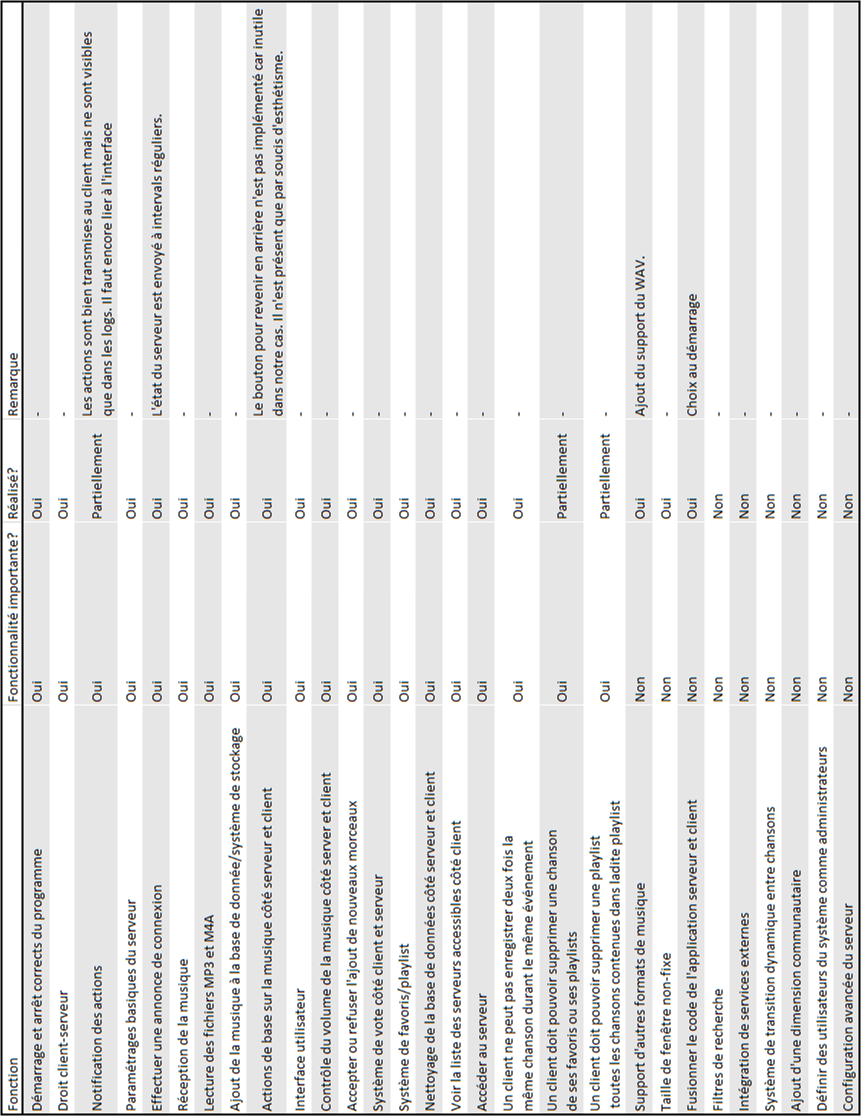 Fonction Fonctionnalité importante? Réalisé? Remarque
Démarrage et arrêt corrects du programme Oui Oui -
Droit client-serveur Oui Oui -
Notification des actions Oui Partiellement Les actions sont bien transmises au client mais ne sont visibles
que dans les logs. Il faut encore lier à l'interface
Paramétrages basiques du serveur Oui Oui -
Effectuer une annonce de connexion Oui Oui L'état du serveur est envoyé à intervals réguliers.
Réception de la musique Oui Oui -
Lecture des fichiers MP3 et M4A Oui Oui -
Ajout de la musique à la base de donnée/système de stockage Oui Oui -
Actions de base sur la musique côté serveur et client Oui Oui Le bouton pour revenir en arrière n'est pas implémenté car inutile
dans notre cas. Il n'est présent que par soucis d'esthétisme.
Interface utilisateur Oui Oui -
Contrôle du volume de la musique côté server et client Oui Oui -
Accepter ou refuser l'ajout de nouveaux morceaux Oui Oui -
Système de vote côté client et serveur Oui Oui -
Système de favoris/playlist Oui Oui -
Nettoyage de la base de données côté serveur et client Oui Oui -
Voir la liste des serveurs accessibles côté client Oui Oui -
Accéder au serveur Oui Oui -
Un client ne peut pas enregistrer deux fois la
même chanson durant le même événement Oui Oui -
Un client doit pouvoir supprimer une chanson
de ses favoris ou ses playlists Oui Partiellement -
Un client doit pouvoir supprimer une playlist
toutes les chansons contenues dans ladite playlist Oui Partiellement -
Support d'autres formats de musique Non Oui Ajout du support du WAV.
Taille de fenêtre non-fixe Non Oui -
Fusionner le code de l'application serveur et client Non Oui Choix au démarrage
Filtres de recherche Non Non -
Intégration de services externes Non Non -
Système de transition dynamique entre chansons Non Non -
Ajout d'une dimension communautaire Non Non -
Définir des utilisateurs du système comme administrateurs Non Non -
Configuration avancée du serveur Non Non -